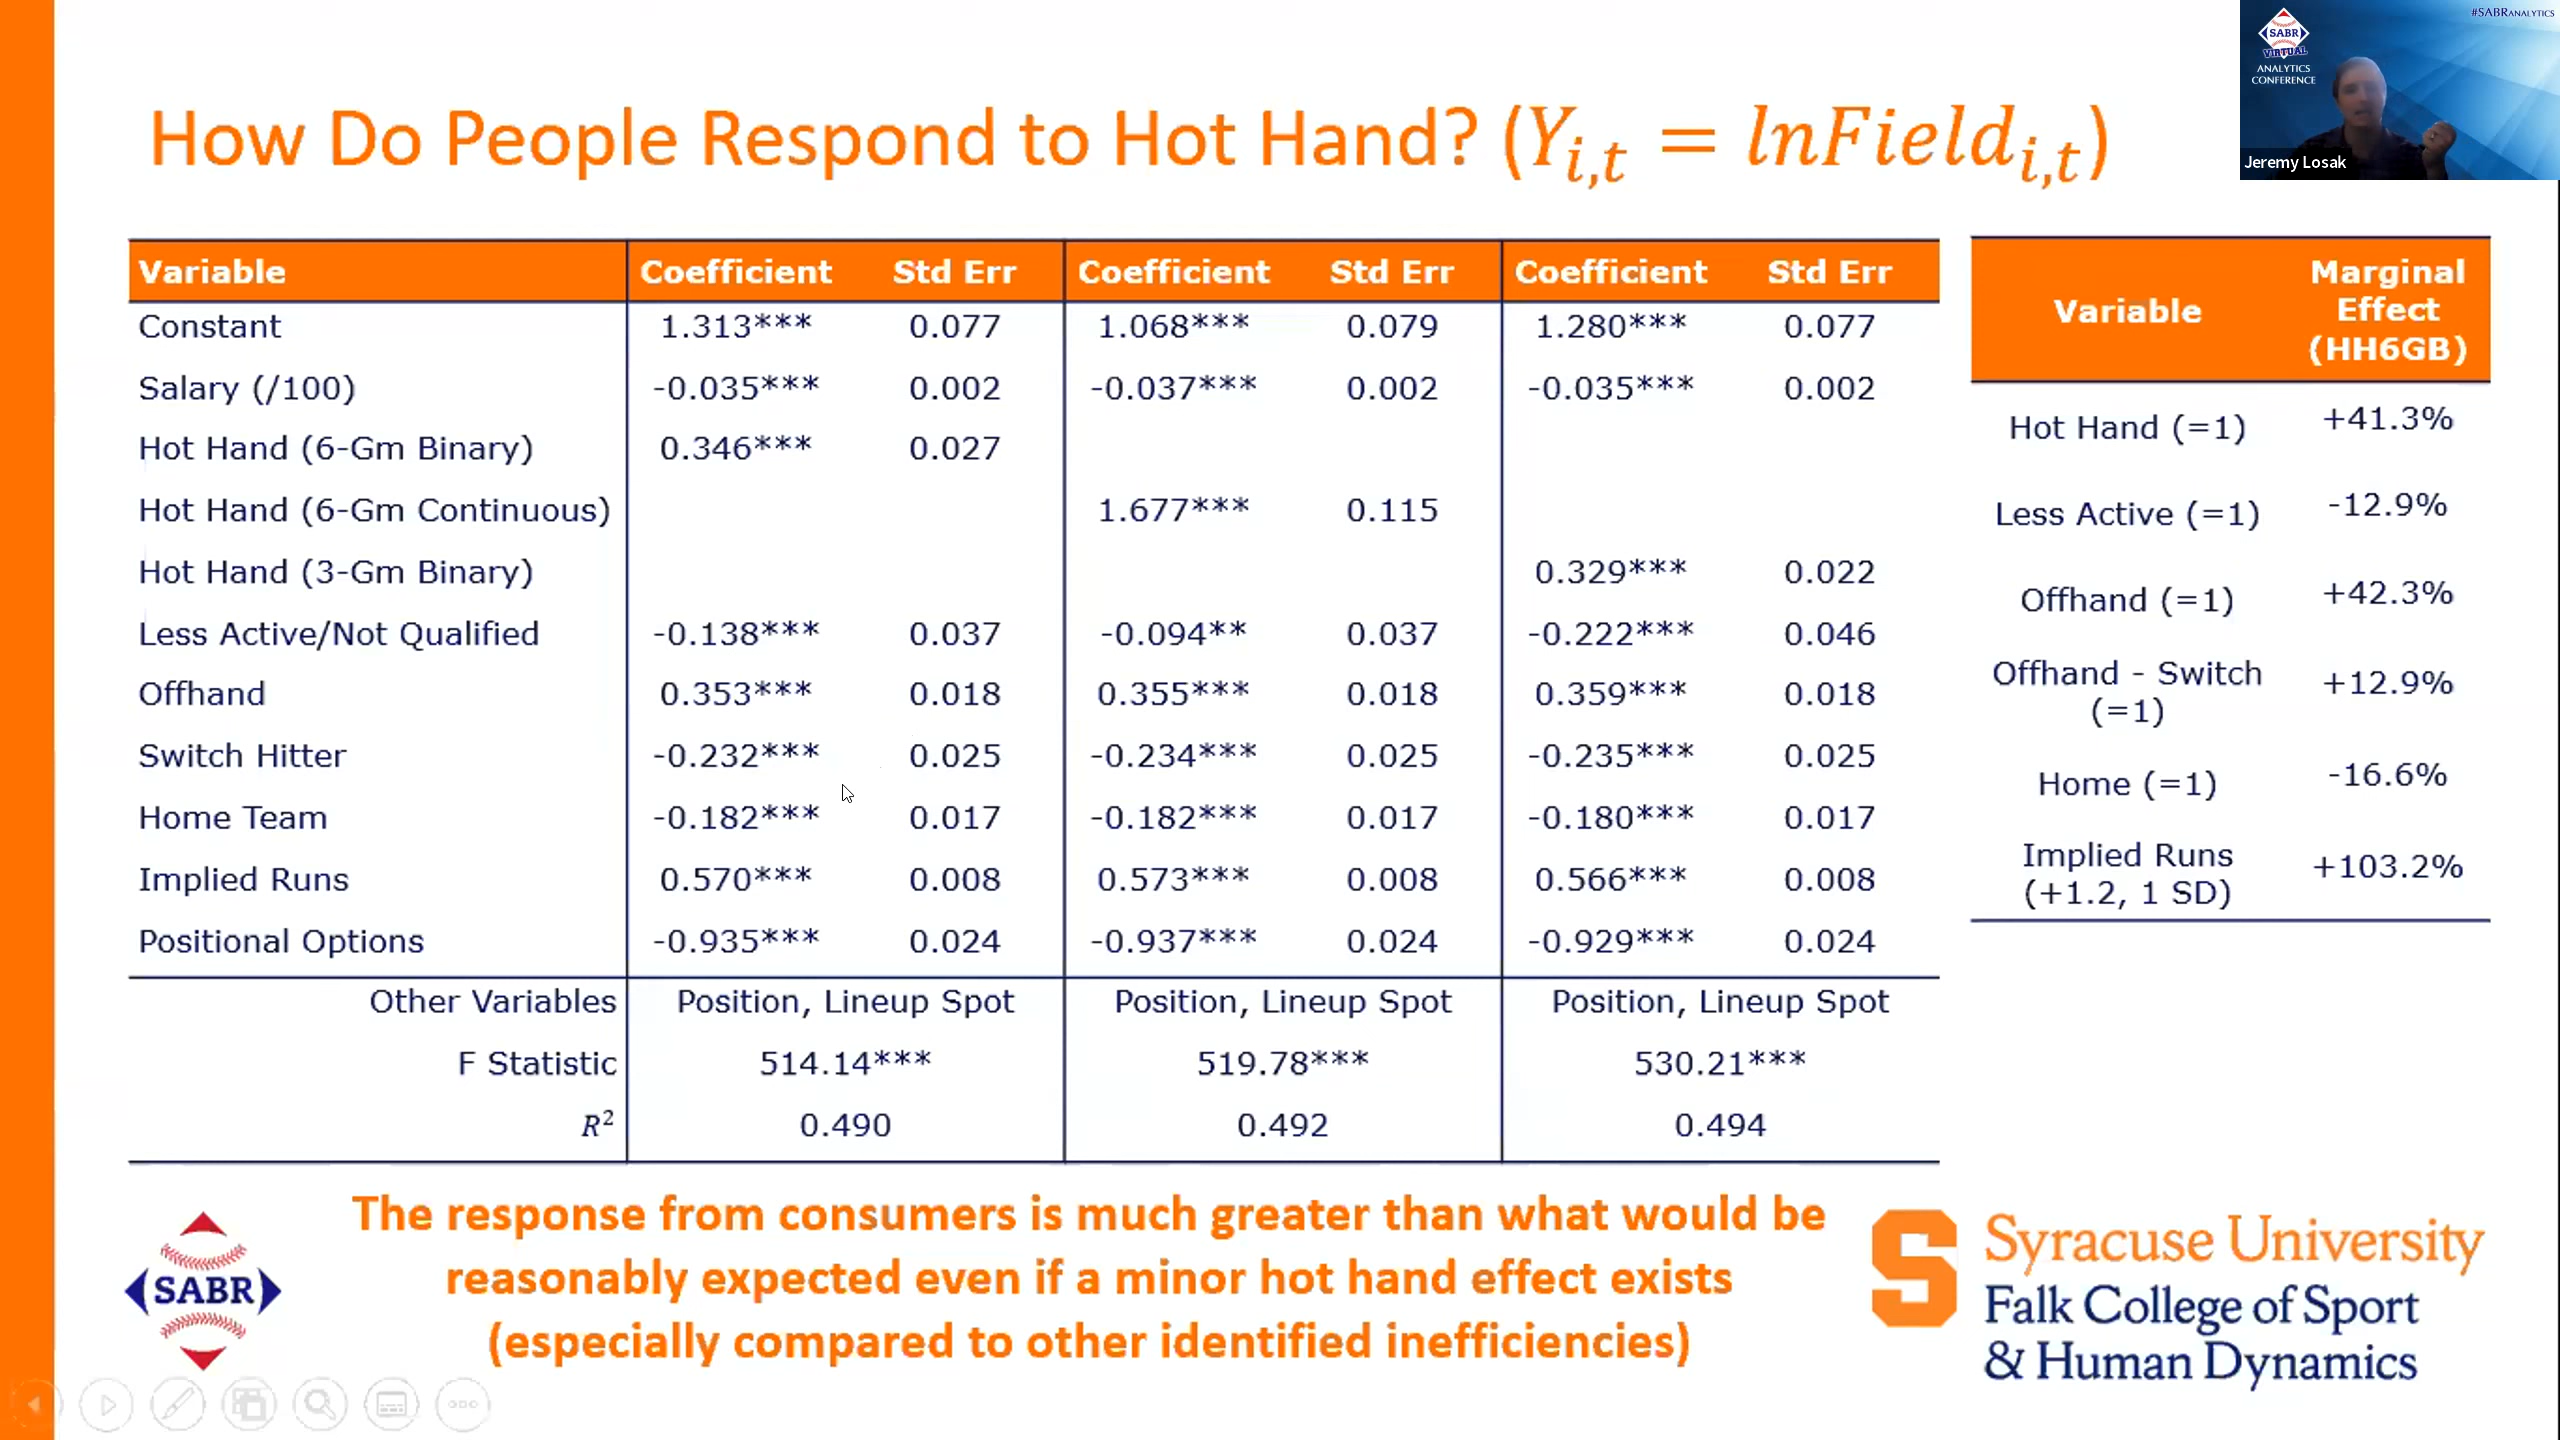 #SABRANALYTICS
SABR
VIRTUAL
ANALYTICS
CONFERENCE
Jeremy Losak
How Do People Respond to Hot Hand? (Y_{i,t} = lnField_{i,t})
Variable Coefficient Std Err Coefficient Std Err Coefficient Std Err
Constant 1.313*** 0.077 1.068*** 0.079 1.280*** 0.077
Salary (/100) -0.035*** 0.002 -0.037*** 0.002 -0.035*** 0.002
Hot Hand (6-Gm Binary) 0.346*** 0.027
Hot Hand (6-Gm Continuous) 1.677*** 0.115
Hot Hand (3-Gm Binary) 0.329*** 0.022
Less Active/Not Qualified -0.138*** 0.037 -0.094** 0.037 -0.222*** 0.046
Offhand 0.353*** 0.018 0.355*** 0.018 0.359*** 0.018
Switch Hitter -0.232*** 0.025 -0.234*** 0.025 -0.235*** 0.025
Home Team -0.182*** 0.017 -0.182*** 0.017 -0.180*** 0.017
Implied Runs 0.570*** 0.008 0.573*** 0.008 0.566*** 0.008
Positional Options -0.935*** 0.024 -0.937*** 0.024 -0.929*** 0.024
Other Variables Position, Lineup Spot Position, Lineup Spot Position, Lineup Spot
F Statistic 514.14*** 519.78*** 530.21***
R² 0.490 0.492 0.494
Variable Marginal
Effect
(HH6GB)
Hot Hand (=1) +41.3%
Less Active (=1) -12.9%
Offhand (=1) +42.3%
Offhand - Switch
(=1) +12.9%
Home (=1) -16.6%
Implied Runs
(+1.2, 1 SD) +103.2%
The response from consumers is much greater than what would be
reasonably expected even if a minor hot hand effect exists
(especially compared to other identified inefficiencies)
SABR
S
Syracuse University
Falk College of Sport
& Human Dynamics